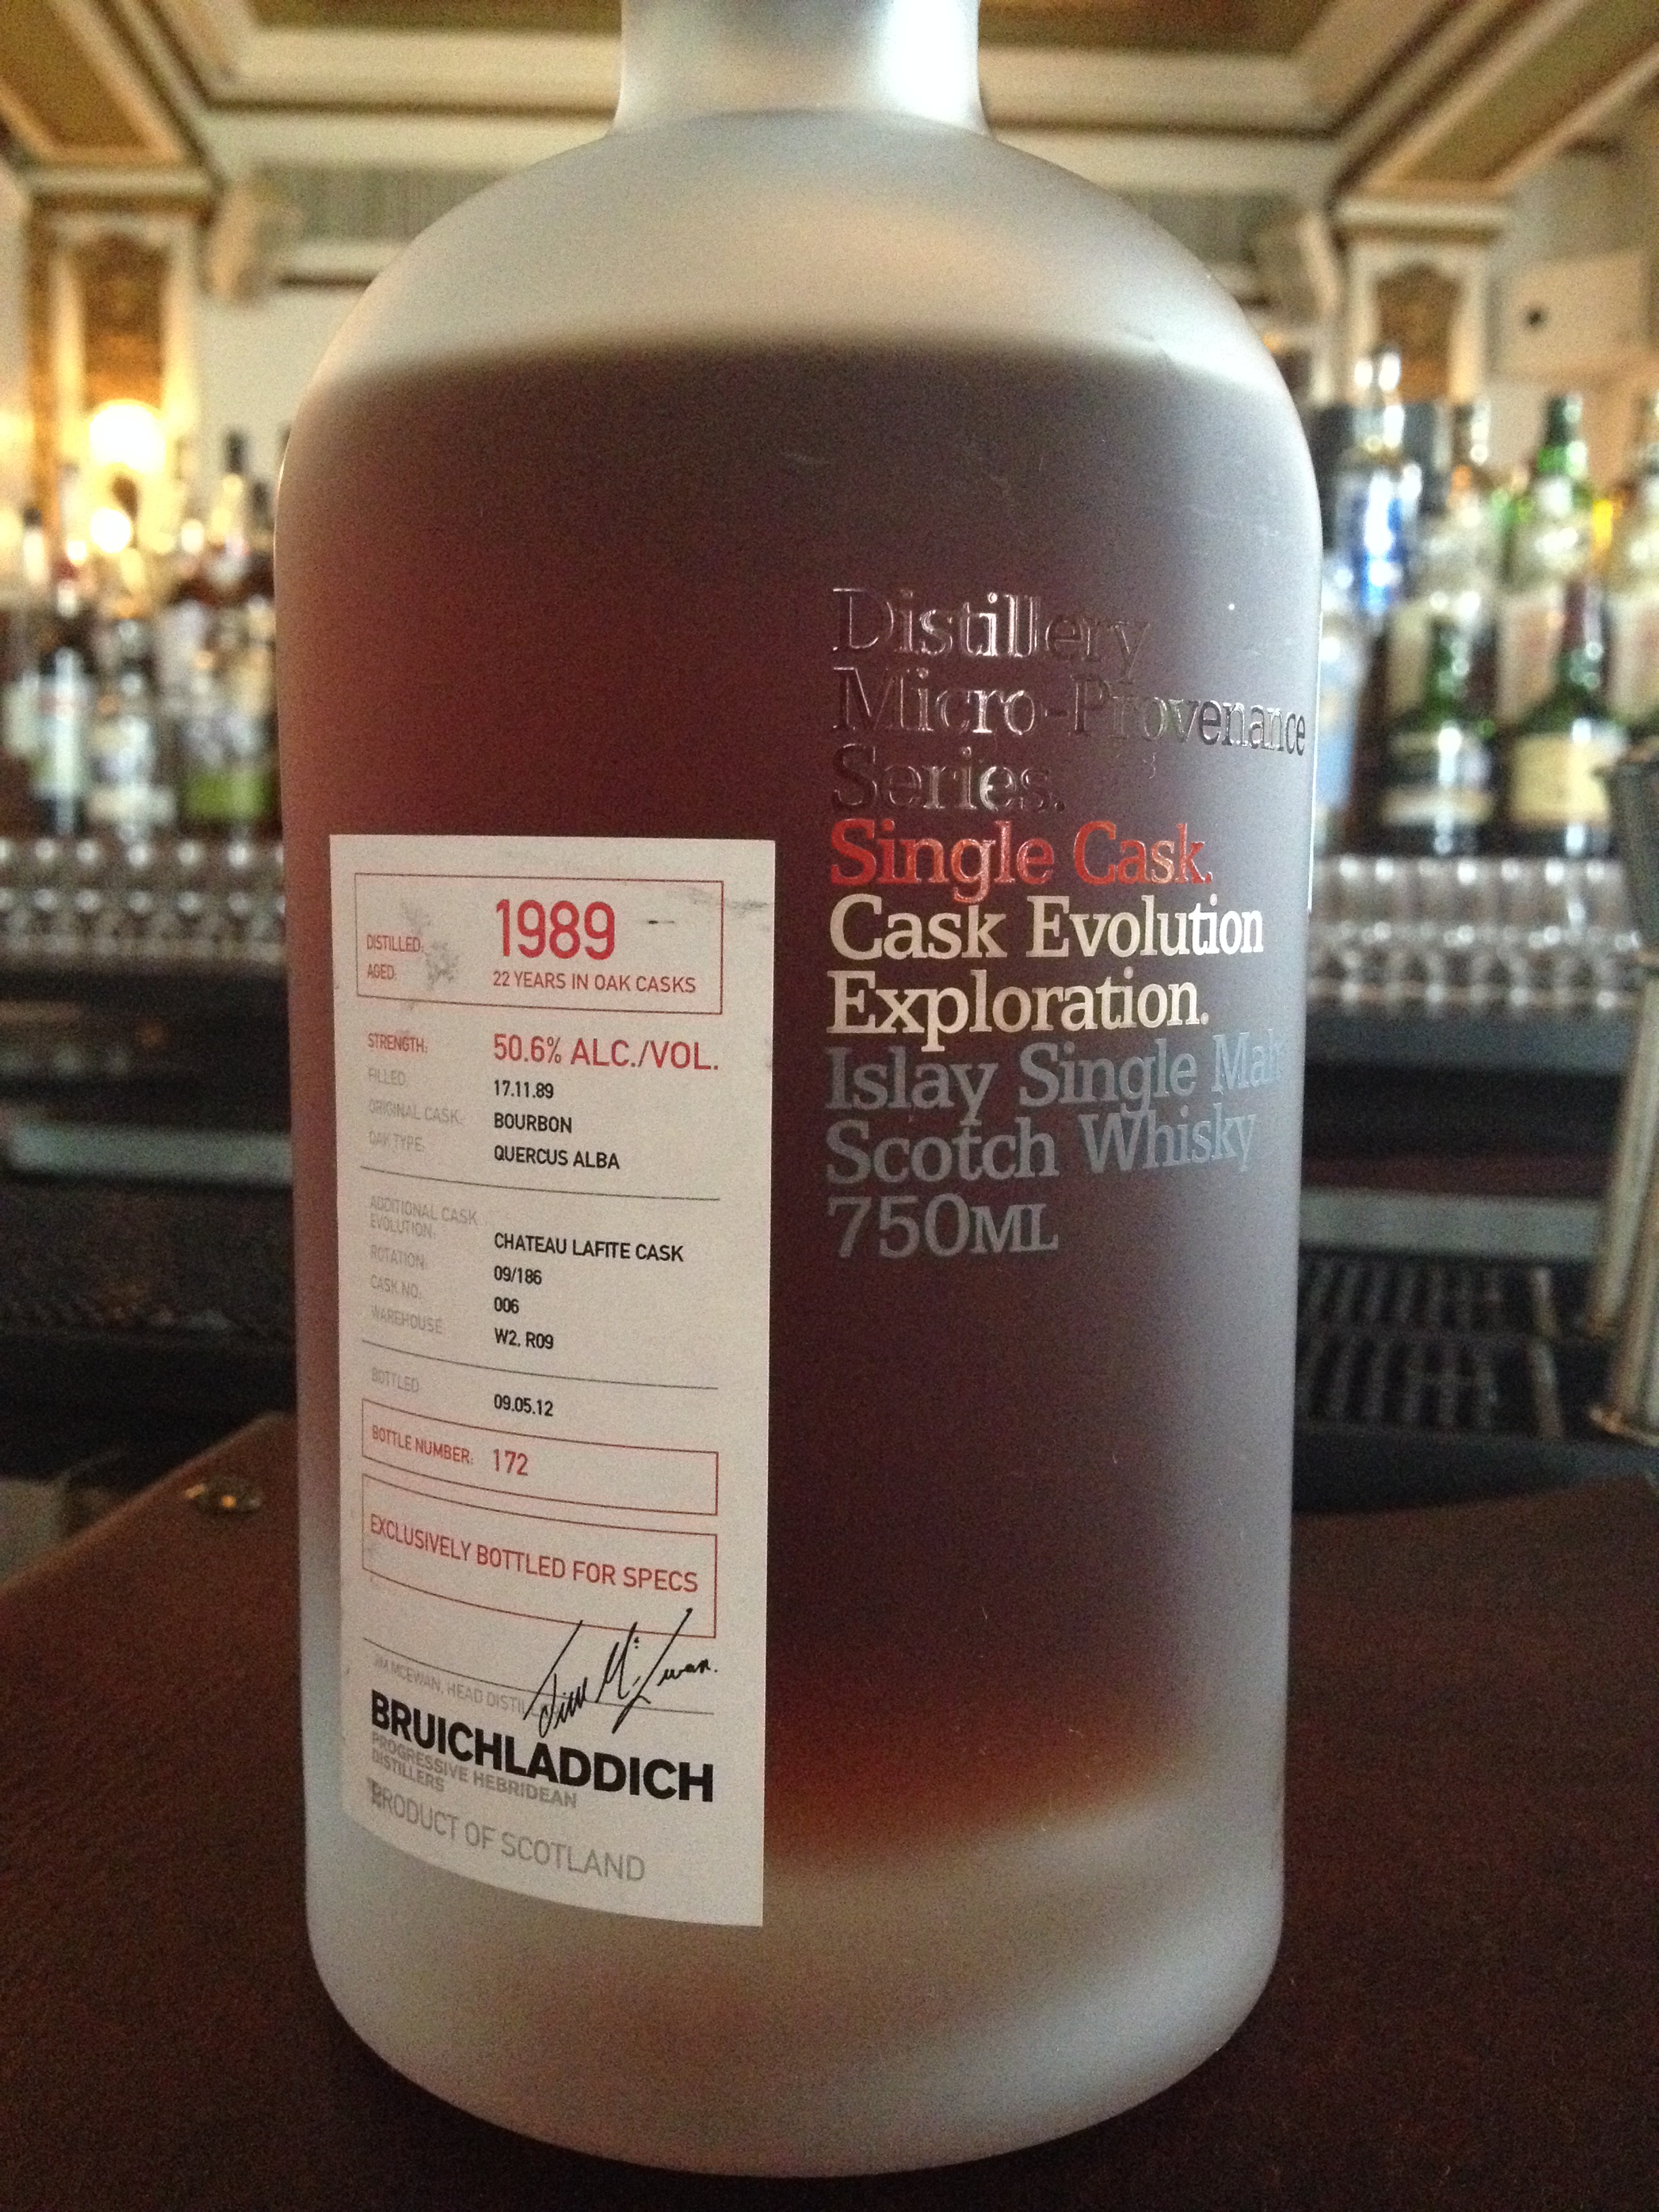 Distillery
Micro-Provenance
Series.
Single Cask.
Cask Evolution
Exploration.
Islay Single Malt
Scotch Whisky
750ML
DISTILLED: 1989
AGED: 22 YEARS IN OAK CASKS
STRENGTH: 50.6% ALC./VOL.
FILLED: 17.11.89
ORIGINAL CASK: BOURBON
OAK TYPE: QUERCUS ALBA
ADDITIONAL CASK
EVOLUTION: CHATEAU LAFITE CASK
ROTATION: 09/186
CASK NO. 006
WAREHOUSE: W2, R09
BOTTLED: 09.05.12
BOTTLE NUMBER: 172
EXCLUSIVELY BOTTLED FOR SPECS
Jim McEwan.
JIM MCEWAN, HEAD DISTIL
BRUICHLADDICH
PROGRESSIVE HEBRIDEAN
DISTILLERS
PRODUCT OF SCOTLAND